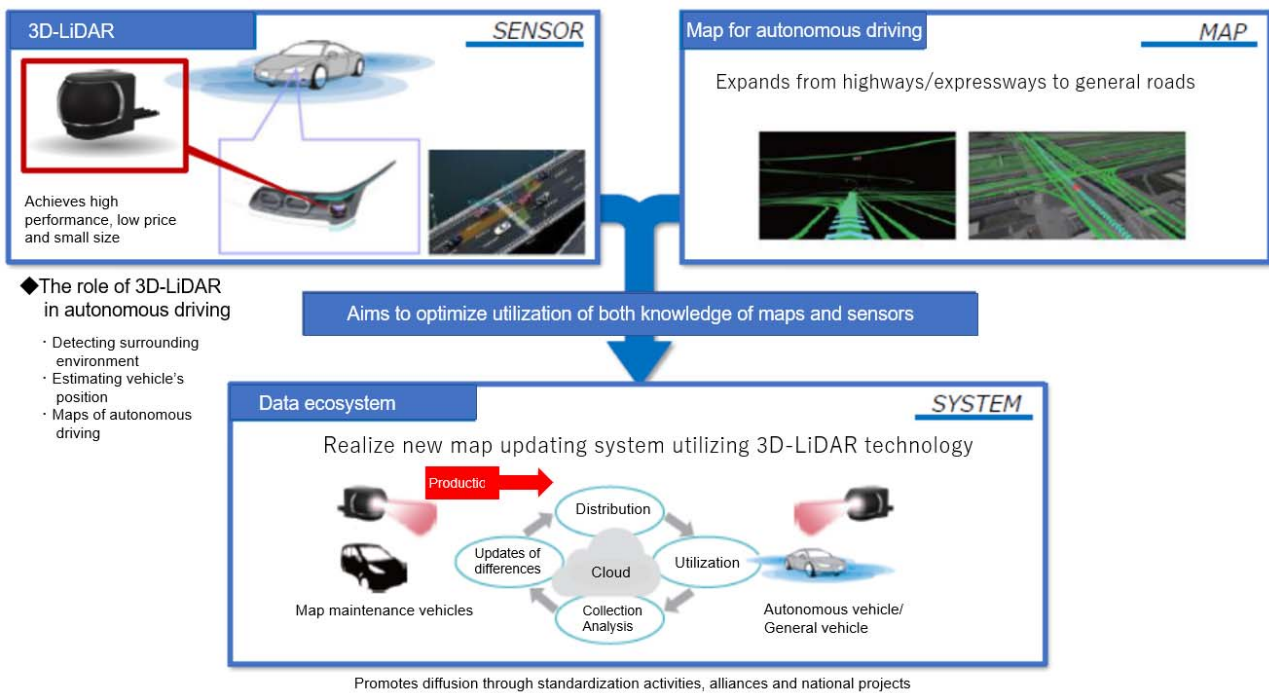 3D-LiDAR
SENSOR
Achieves high
performance, low price
and small size
Map for autonomous driving
MAP
Expands from highways/expressways to general roads
◆The role of 3D-LiDAR
in autonomous driving
・Detecting surrounding
environment
・Estimating vehicle's
position
・Maps of autonomous
driving
Aims to optimize utilization of both knowledge of maps and sensors
Data ecosystem
SYSTEM
Realize new map updating system utilizing 3D-LiDAR technology
Productic
Distribution
Updates of
differences
Cloud
Utilization
Collection
Analysis
Map maintenance vehicles
Autonomous vehicle/
General vehicle
Promotes diffusion through standardization activities, alliances and national projects